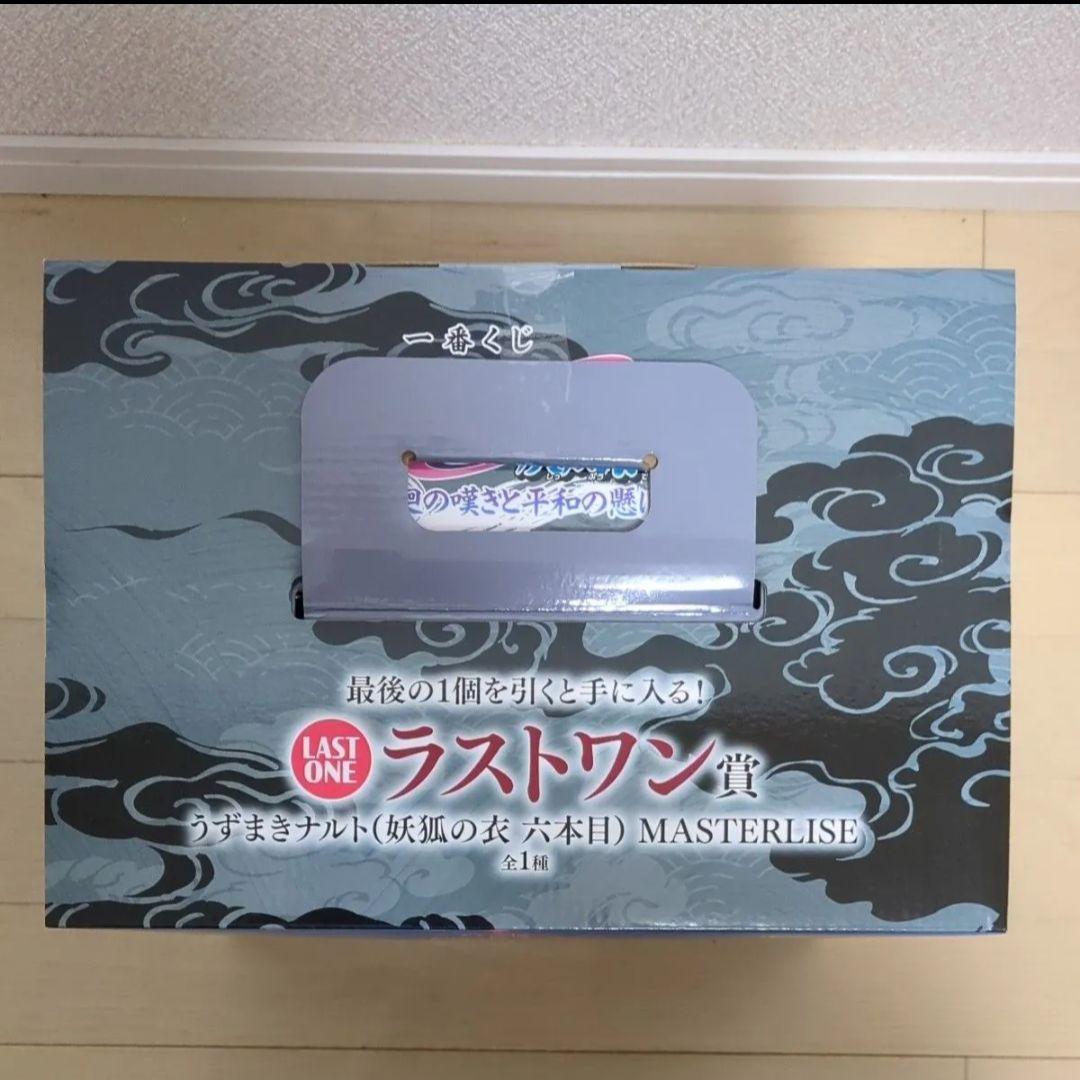 一番くじ
の嘆きと平和の懸
最後の1個を引くと手に入る!
LAST
ONE
ラストワン賞
うずまきナルト(妖狐の衣 六本目) MASTERLISE
全1種